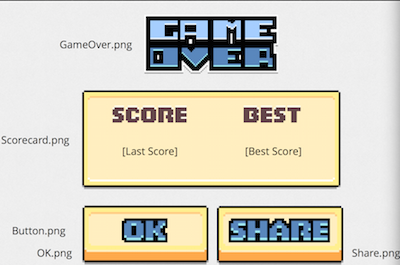 GAME
GameOver.png
OVER
SCORE BEST
Scorecard.png
[Last Score] [Best Score]
Button.png
OK SHARE
OK.png Share.png